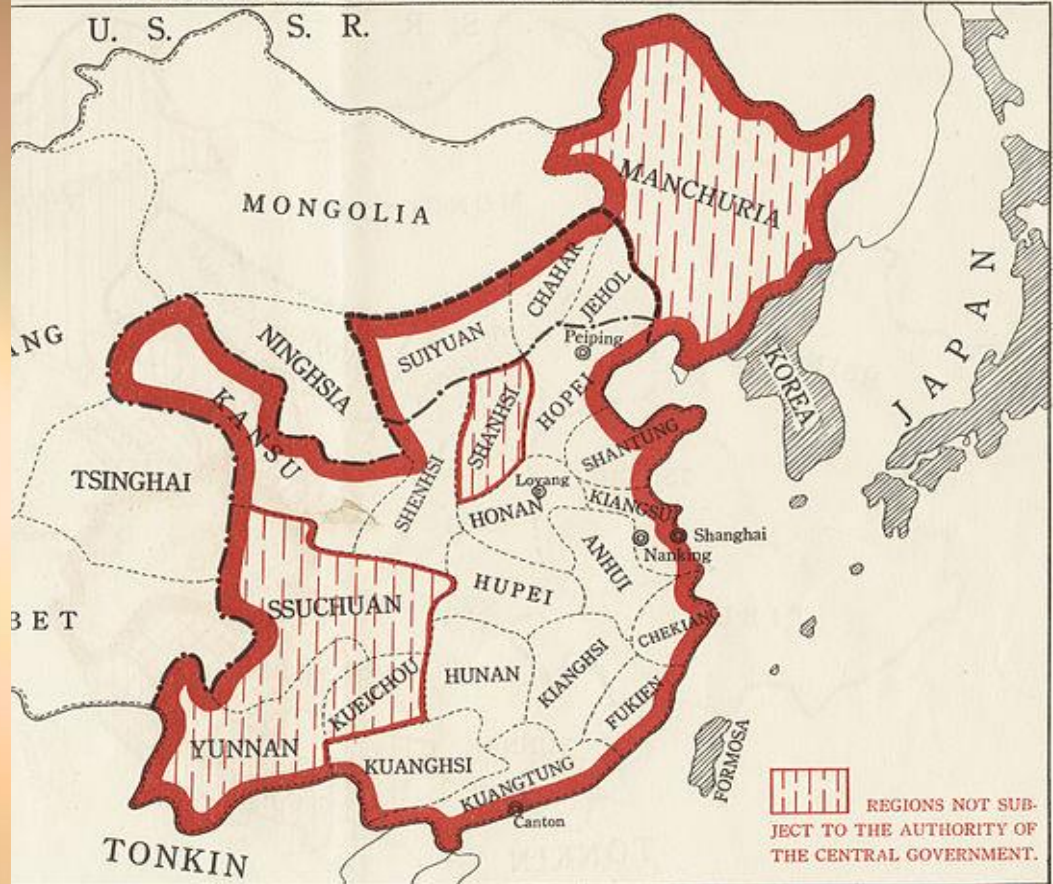 U. S. S. R.
MONGOLIA
MANCHURIA
CHAHAR
JEHOL
NINGHSIA
SUIYUAN
Peiping
KOREA
JAPAN
ANG
KANSU
SHANHSI
HOPEI
SHANTUNG
TSINGHAI
SHENHSI
Loyang
HONAN
KIANGSU
Shanghai
Nanking
ANHUI
HUPEI
SSUCHUAN
BET
CHEKIANG
HUNAN
KIANGHSI
KUEICHOU
FUKIEN
YUNNAN
KUANGHSI
KUANGTUNG
FORMOSA
Canton
TONKIN
REGIONS NOT SUB-
JECT TO THE AUTHORITY OF
THE CENTRAL GOVERNMENT.